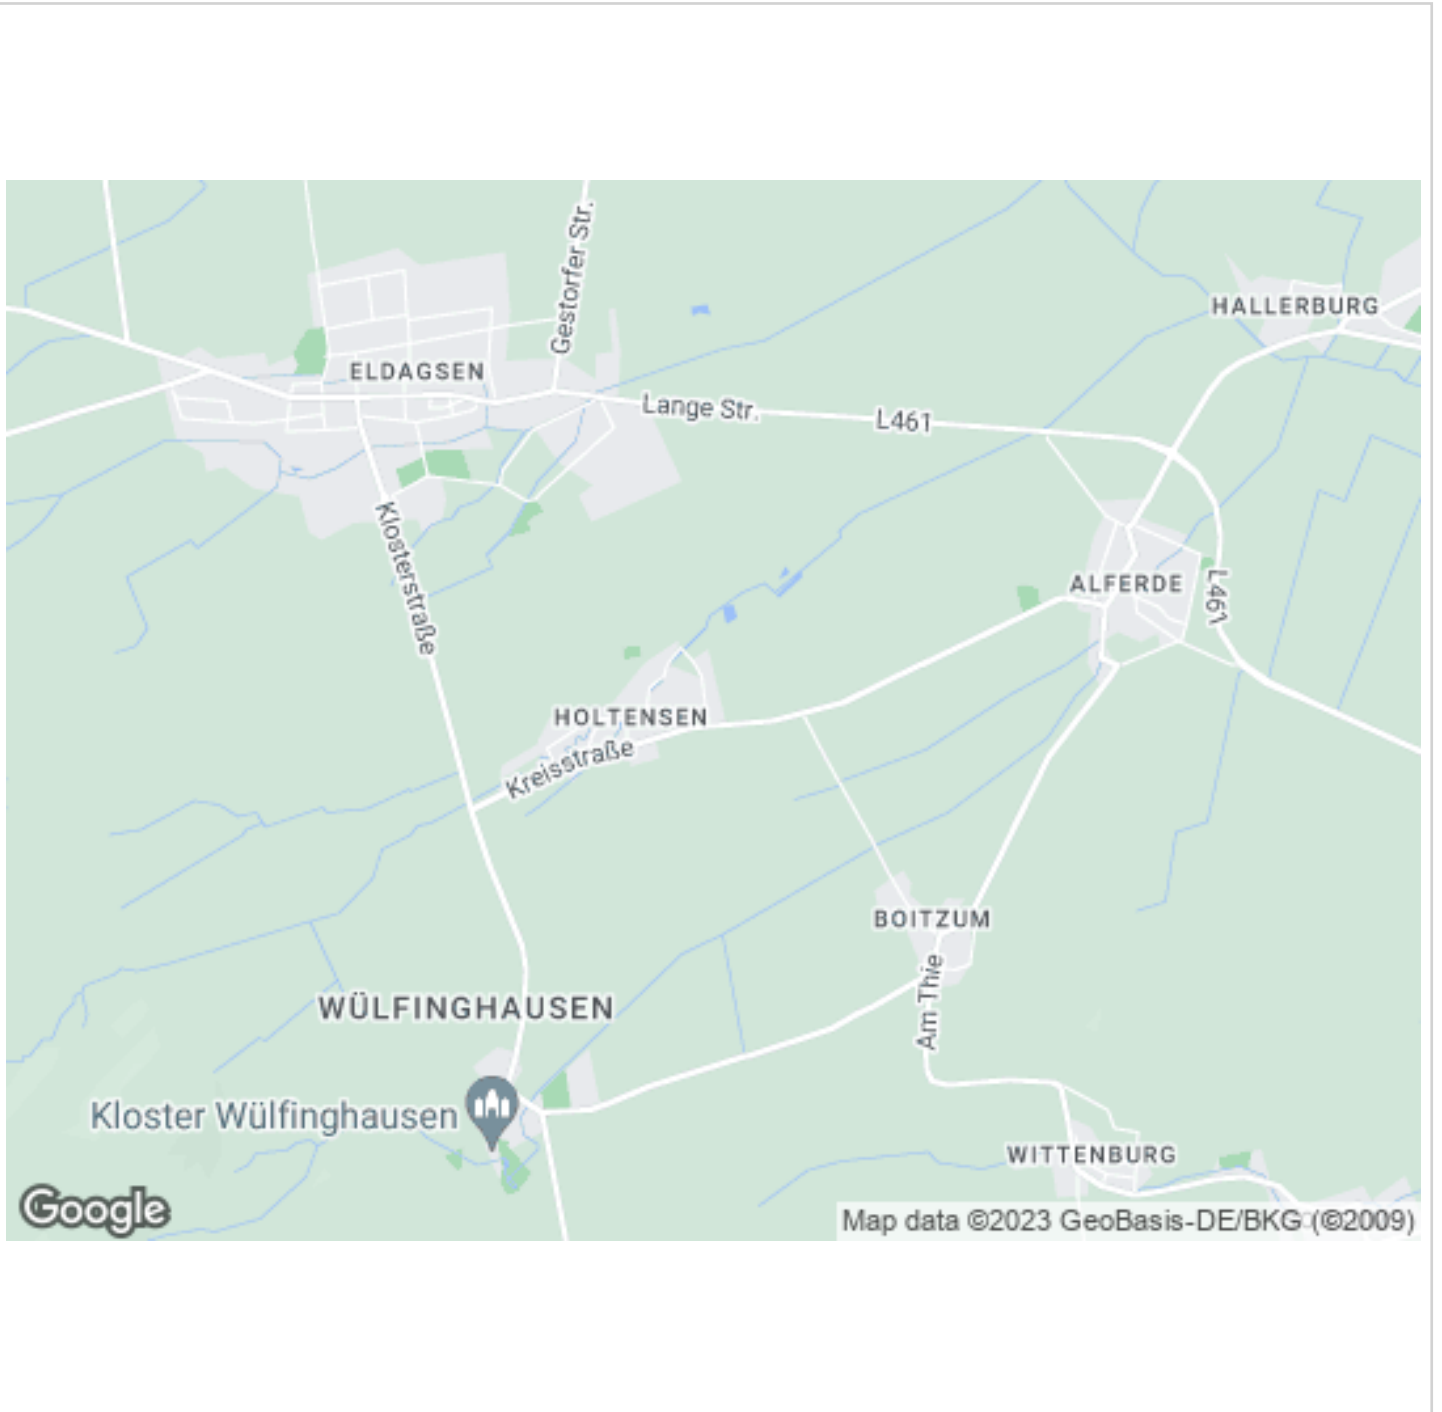 Gestorfer Str.
HALLERBURG
ELDAGSEN
Lange Str.
L461
Klosterstraße
ALFERDE
L461
HOLTENSEN
Kreisstraße
BOITZUM
Am Thie
WÜLFINGHAUSEN
Kloster Wülfinghausen
WITTENBURG
Google
Map data ©2023 GeoBasis-DE/BKG (©2009)